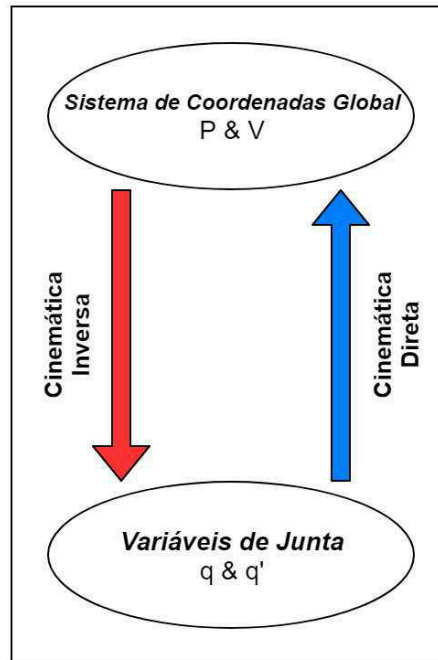 Sistema de Coordenadas Global
P & V
Cinemática
Inversa
Cinemática
Direta
Variáveis de Junta
q & q'